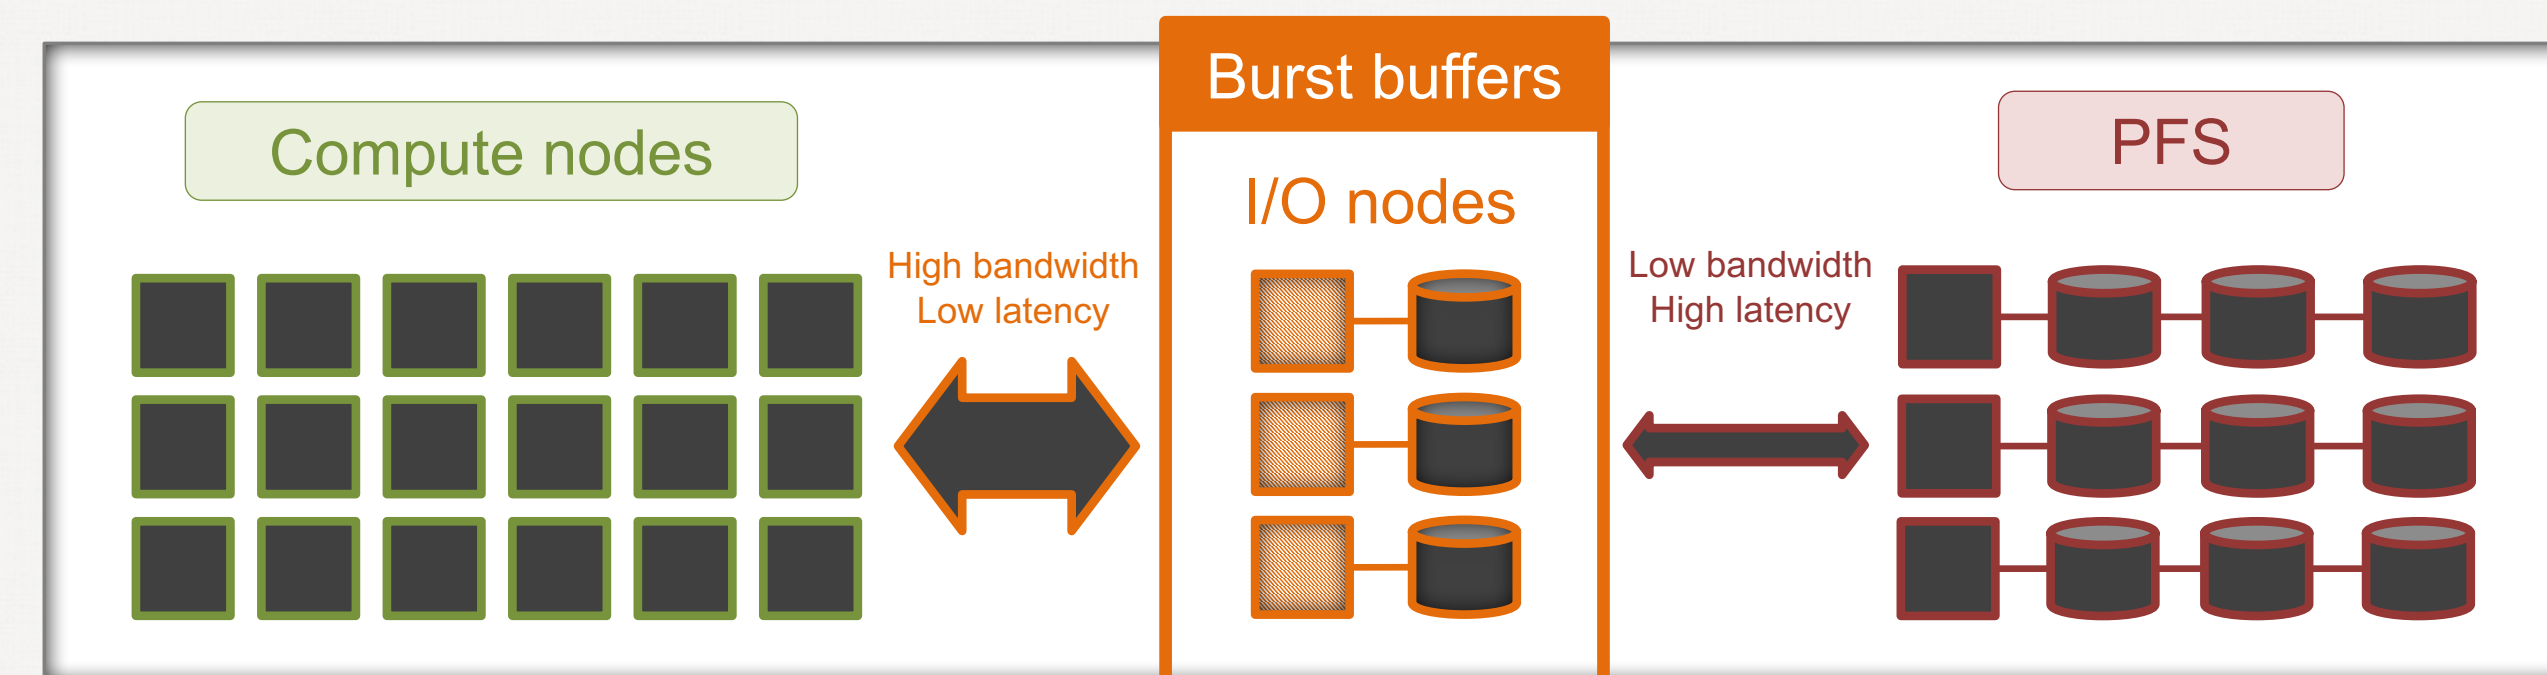 Burst buffers
Compute nodes
PFS
I/O nodes
High bandwidth
Low latency
Low bandwidth
High latency